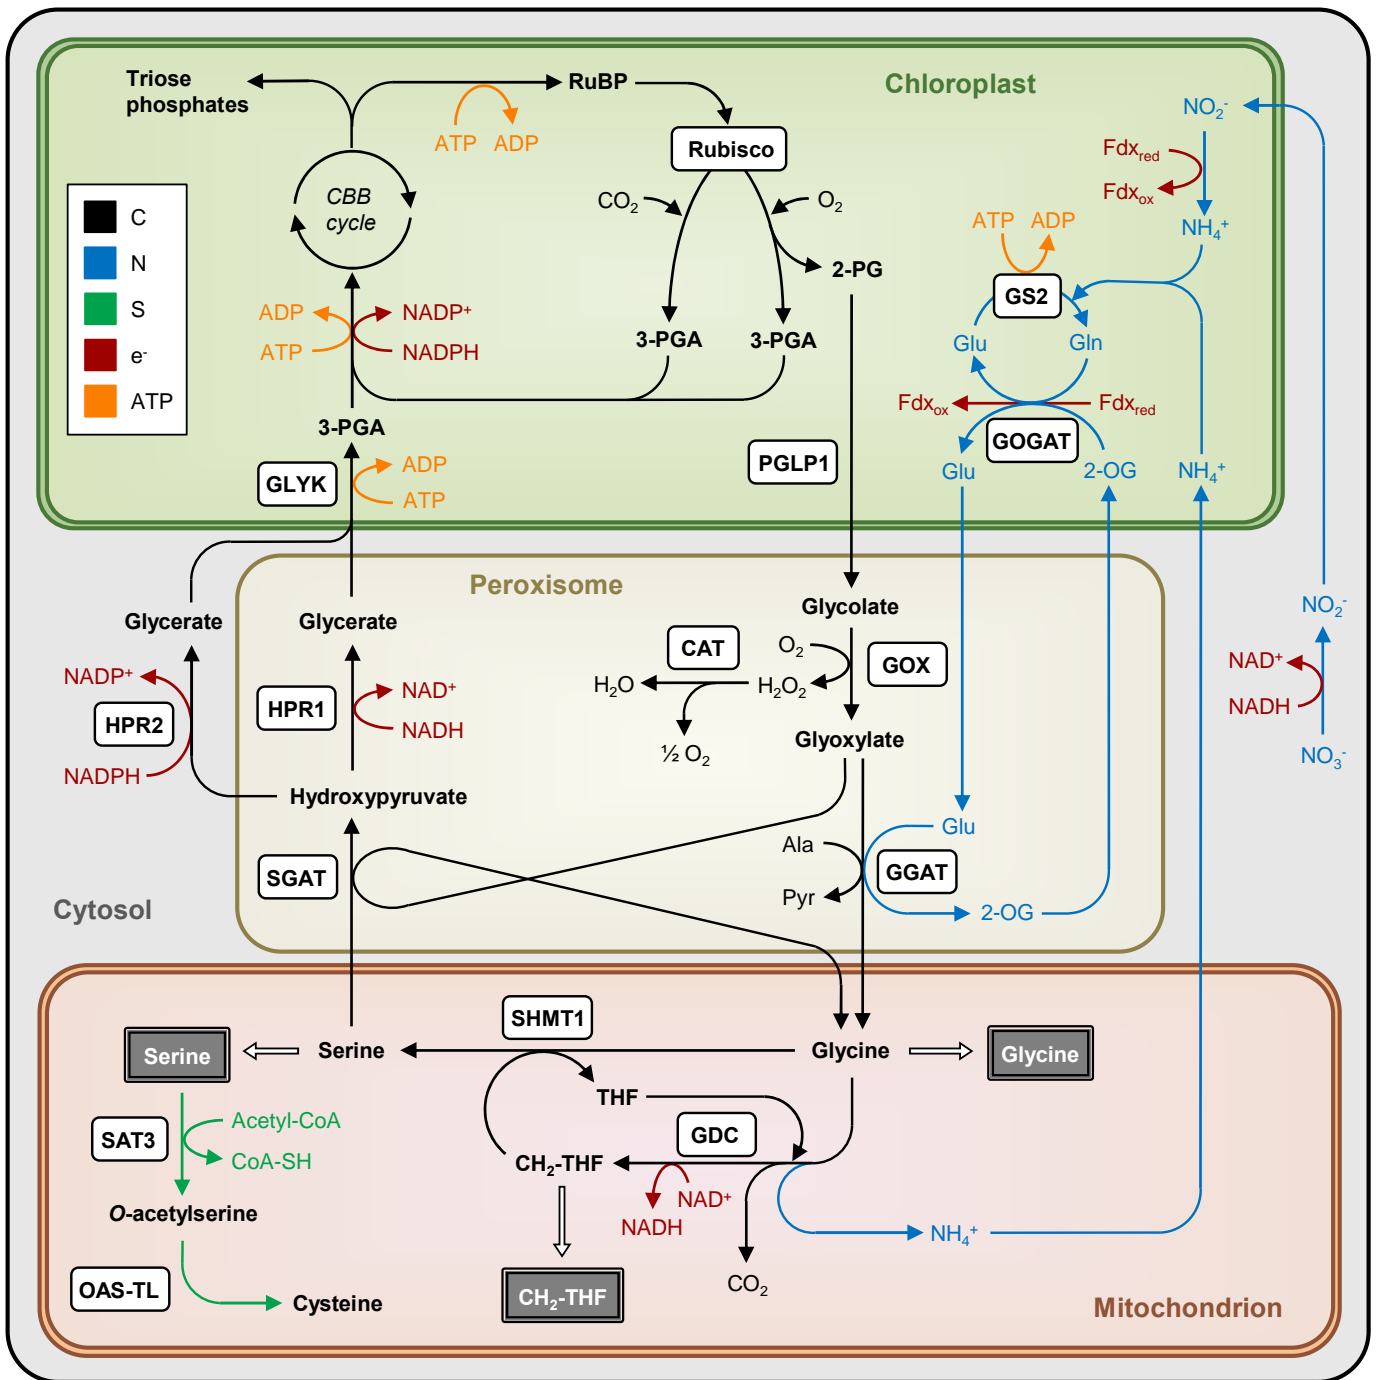 Chloroplast
Triose
phosphates
RuBP
ATP ADP
Rubisco
CO₂
O₂
CBB
cycle
2-PG
3-PGA
3-PGA
ADP
ATP
NADP⁺
NADPH
3-PGA
GLYK
ADP
ATP
PGLP1
C
N
S
e⁻
ATP
NO₂⁻
Fdx_red
Fdx_ox
NH₄⁺
ATP ADP
GS2
Glu
Gln
Fdx_ox
Fdx_red
GOGAT
Glu
2-OG
NH₄⁺
Peroxisome
Glycolate
Glycerate
Glycerate
O₂
GOX
CAT
H₂O
H₂O₂
½ O₂
Glyoxylate
NADP⁺
HPR2
NADPH
HPR1
NAD⁺
NADH
Hydroxypyruvate
NO₂⁻
NAD⁺
NADH
NO₃⁻
Glu
Ala
GGAT
Pyr
2-OG
SGAT
Cytosol
SHMT1
Serine
Serine
Glycine
Glycine
THF
GDC
CH₂-THF
NAD⁺
NADH
NH₄⁺
CO₂
CH₂-THF
SAT3
Acetyl-CoA
CoA-SH
O-acetylserine
OAS-TL
Cysteine
Mitochondrion